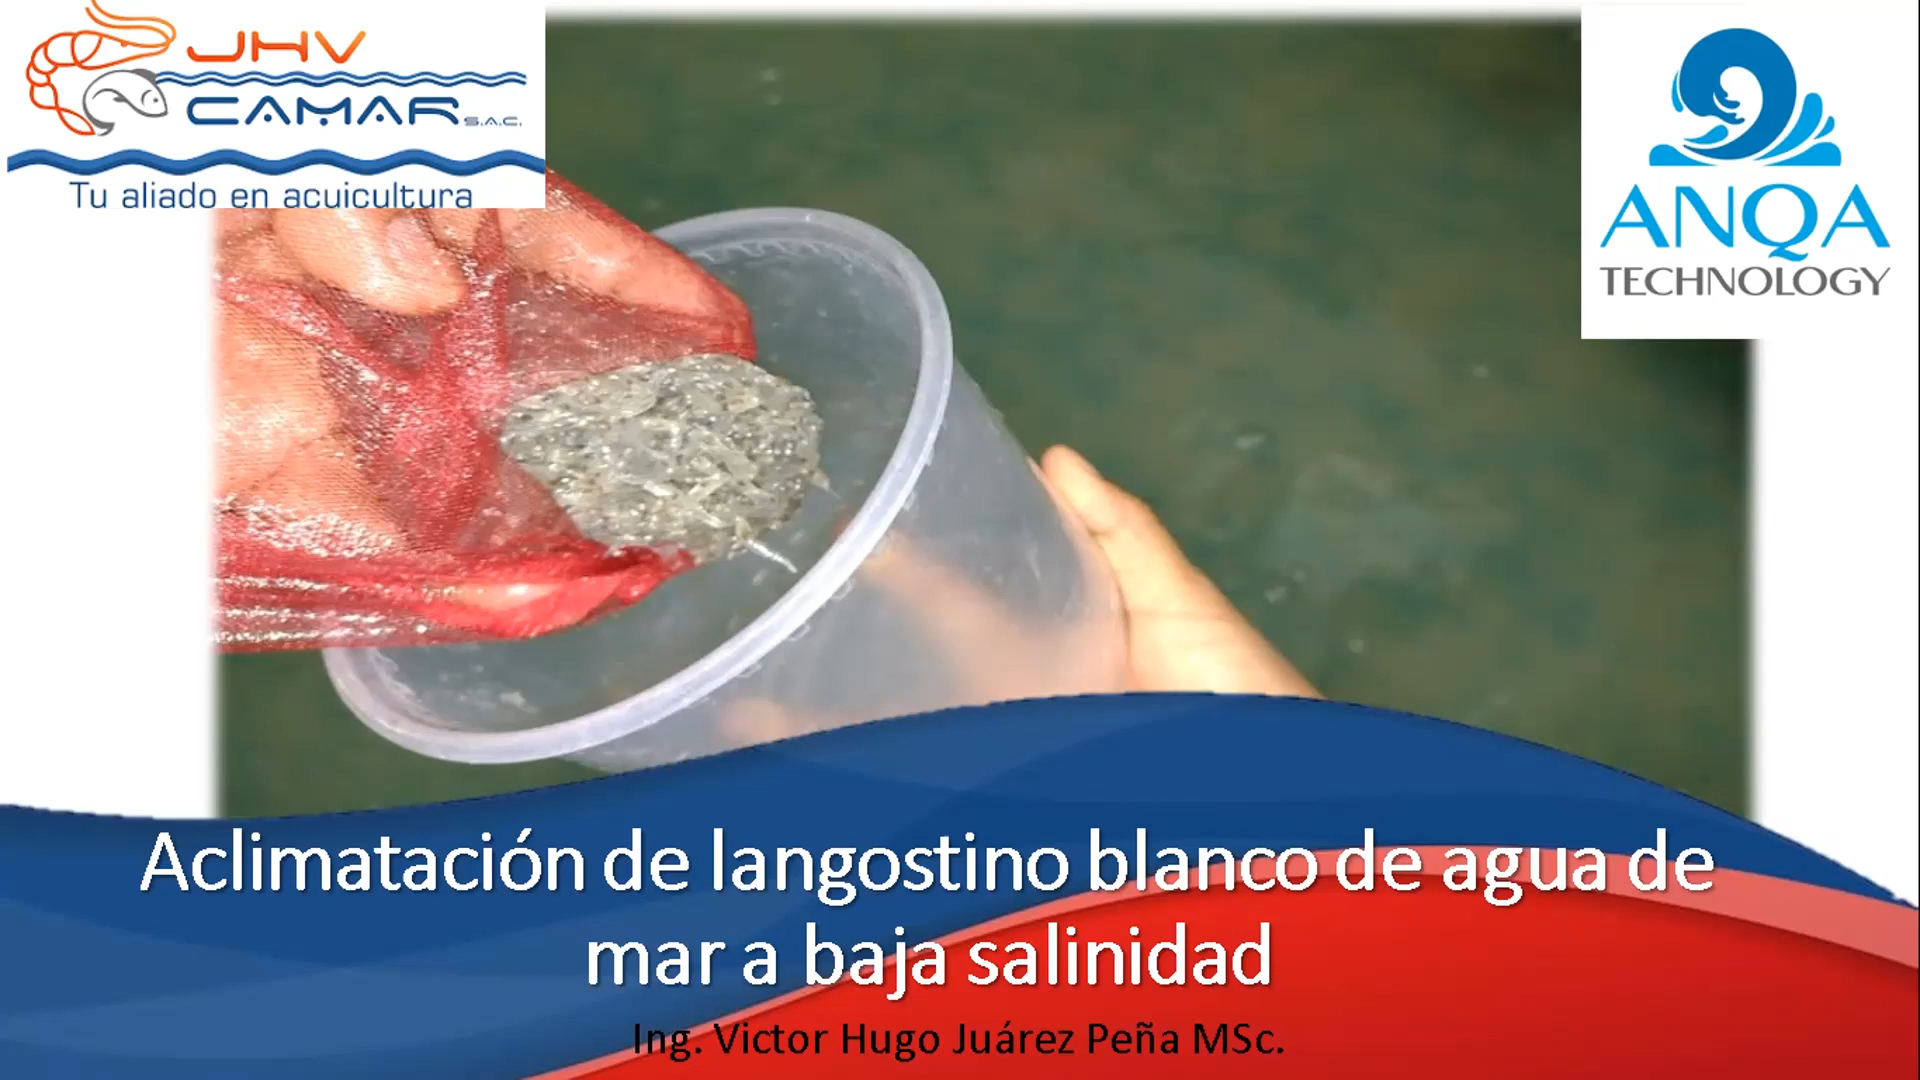 JHV
CAMAR S.A.C.
Tu aliado en acuicultura
ANQA
TECHNOLOGY
Aclimatación de langostino blanco de agua de
mar a baja salinidad
Ing. Victor Hugo Juárez Peña MSc.